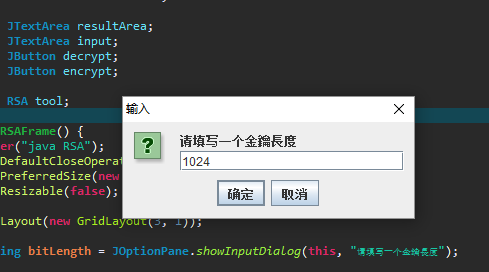 JTextArea resultArea;
JTextArea input;
JButton decrypt;
JButton encrypt;
RSA tool;
RSAFrame() {
er("java RSA");
DefaultCloseOperat
PreferredSize(new
Resizable(false);
Layout(new GridLayout(3, 1));
ing bitLength = JOptionPane.showInputDialog(this, "请填写一个金鑰長度");
输入
请填写一个金鑰長度
1024
确定
取消